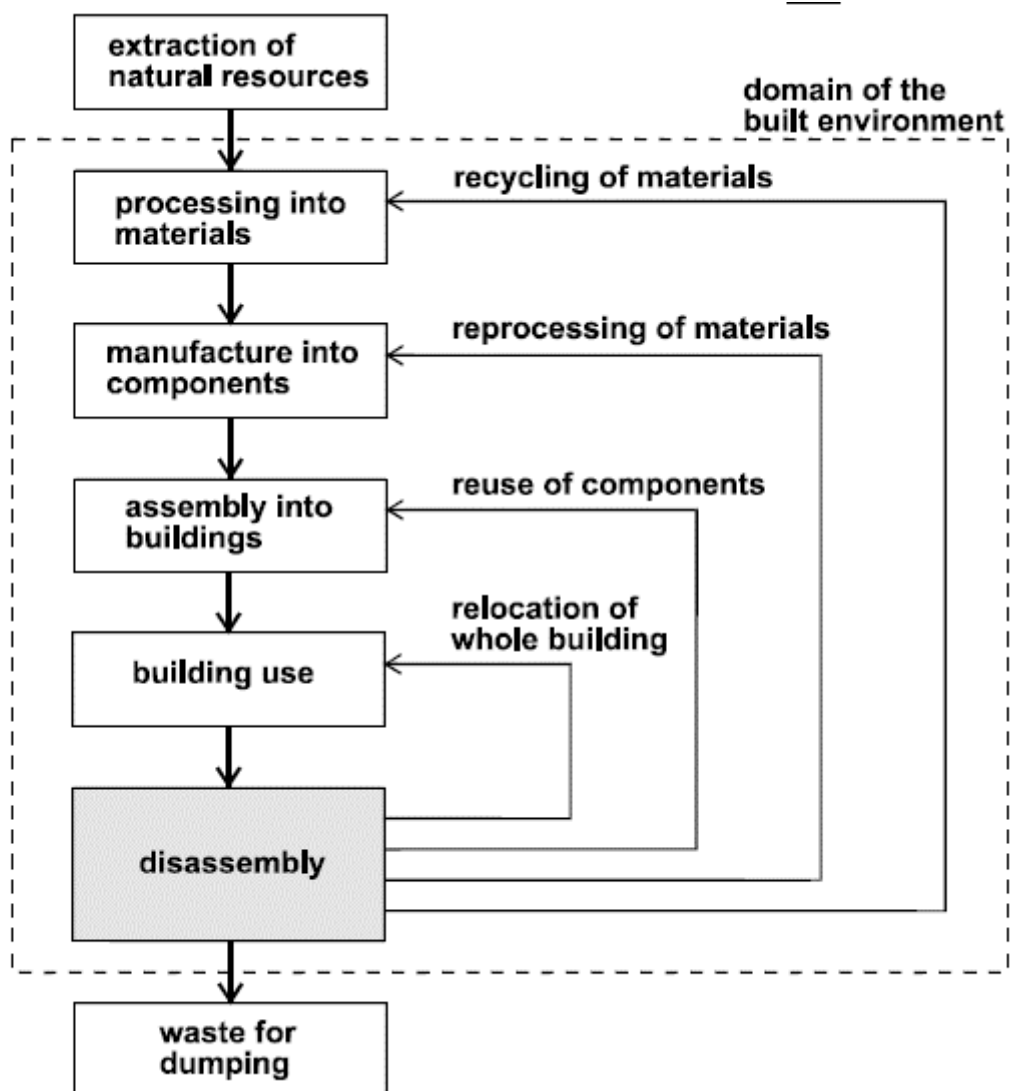 extraction of
natural resources
domain of the
built environment
recycling of materials
processing into
materials
reprocessing of materials
manufacture into
components
reuse of components
assembly into
buildings
relocation of
whole building
building use
disassembly
waste for
dumping